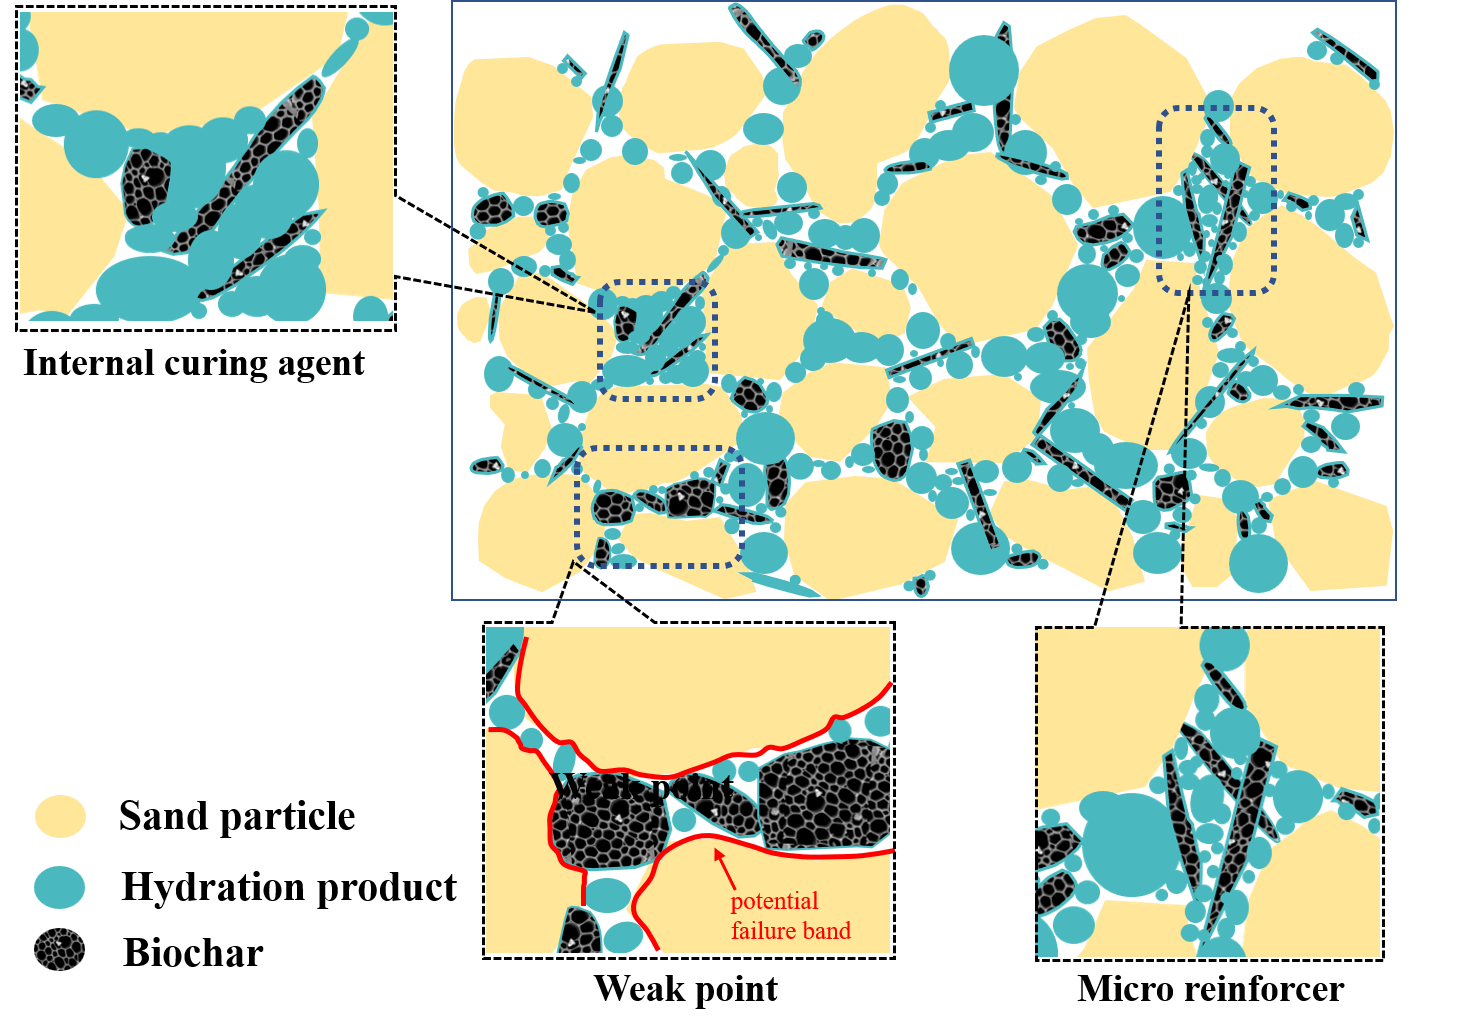 Internal curing agent
Weak point
potential
failure band
Sand particle
Hydration product
Biochar
Weak point
Micro reinforcer